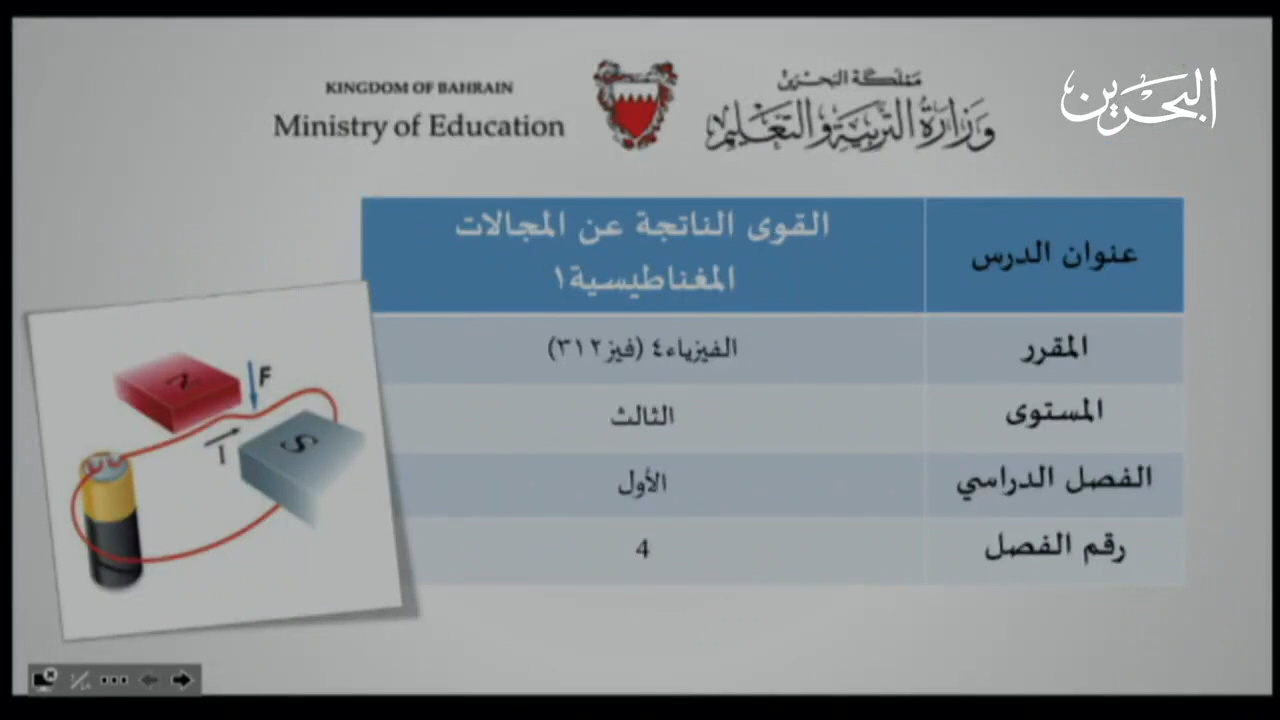 KINGDOM OF BAHRAIN
Ministry of Education
مملكة البحرين
وزارة التربية والتعليم
البحرين
عنوان الدرس
القوى الناتجة عن المجالات
المغناطيسية١
المقرر
الفيزياء٤ (فيز٣١٢)
المستوى
الثالث
الفصل الدراسي
الأول
رقم الفصل
4
F
I
S